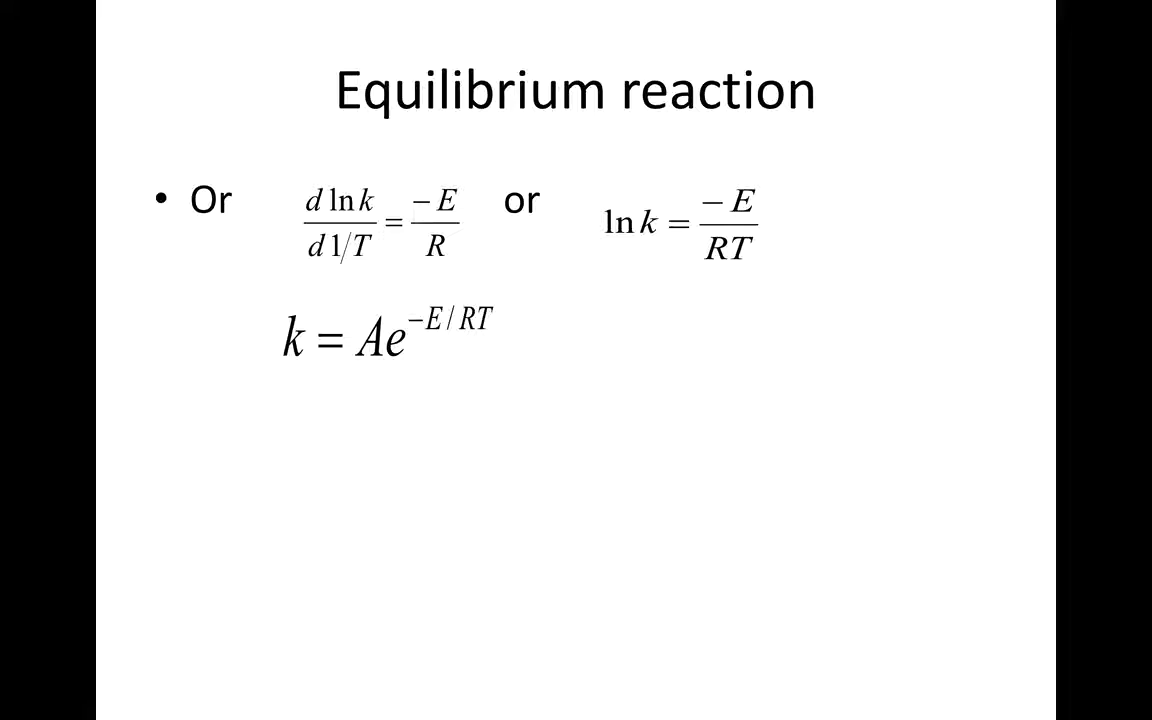 Equilibrium reaction
• Or d ln k / d 1/T = −E / R or ln k = −E / RT
k = Ae^{−E/RT}